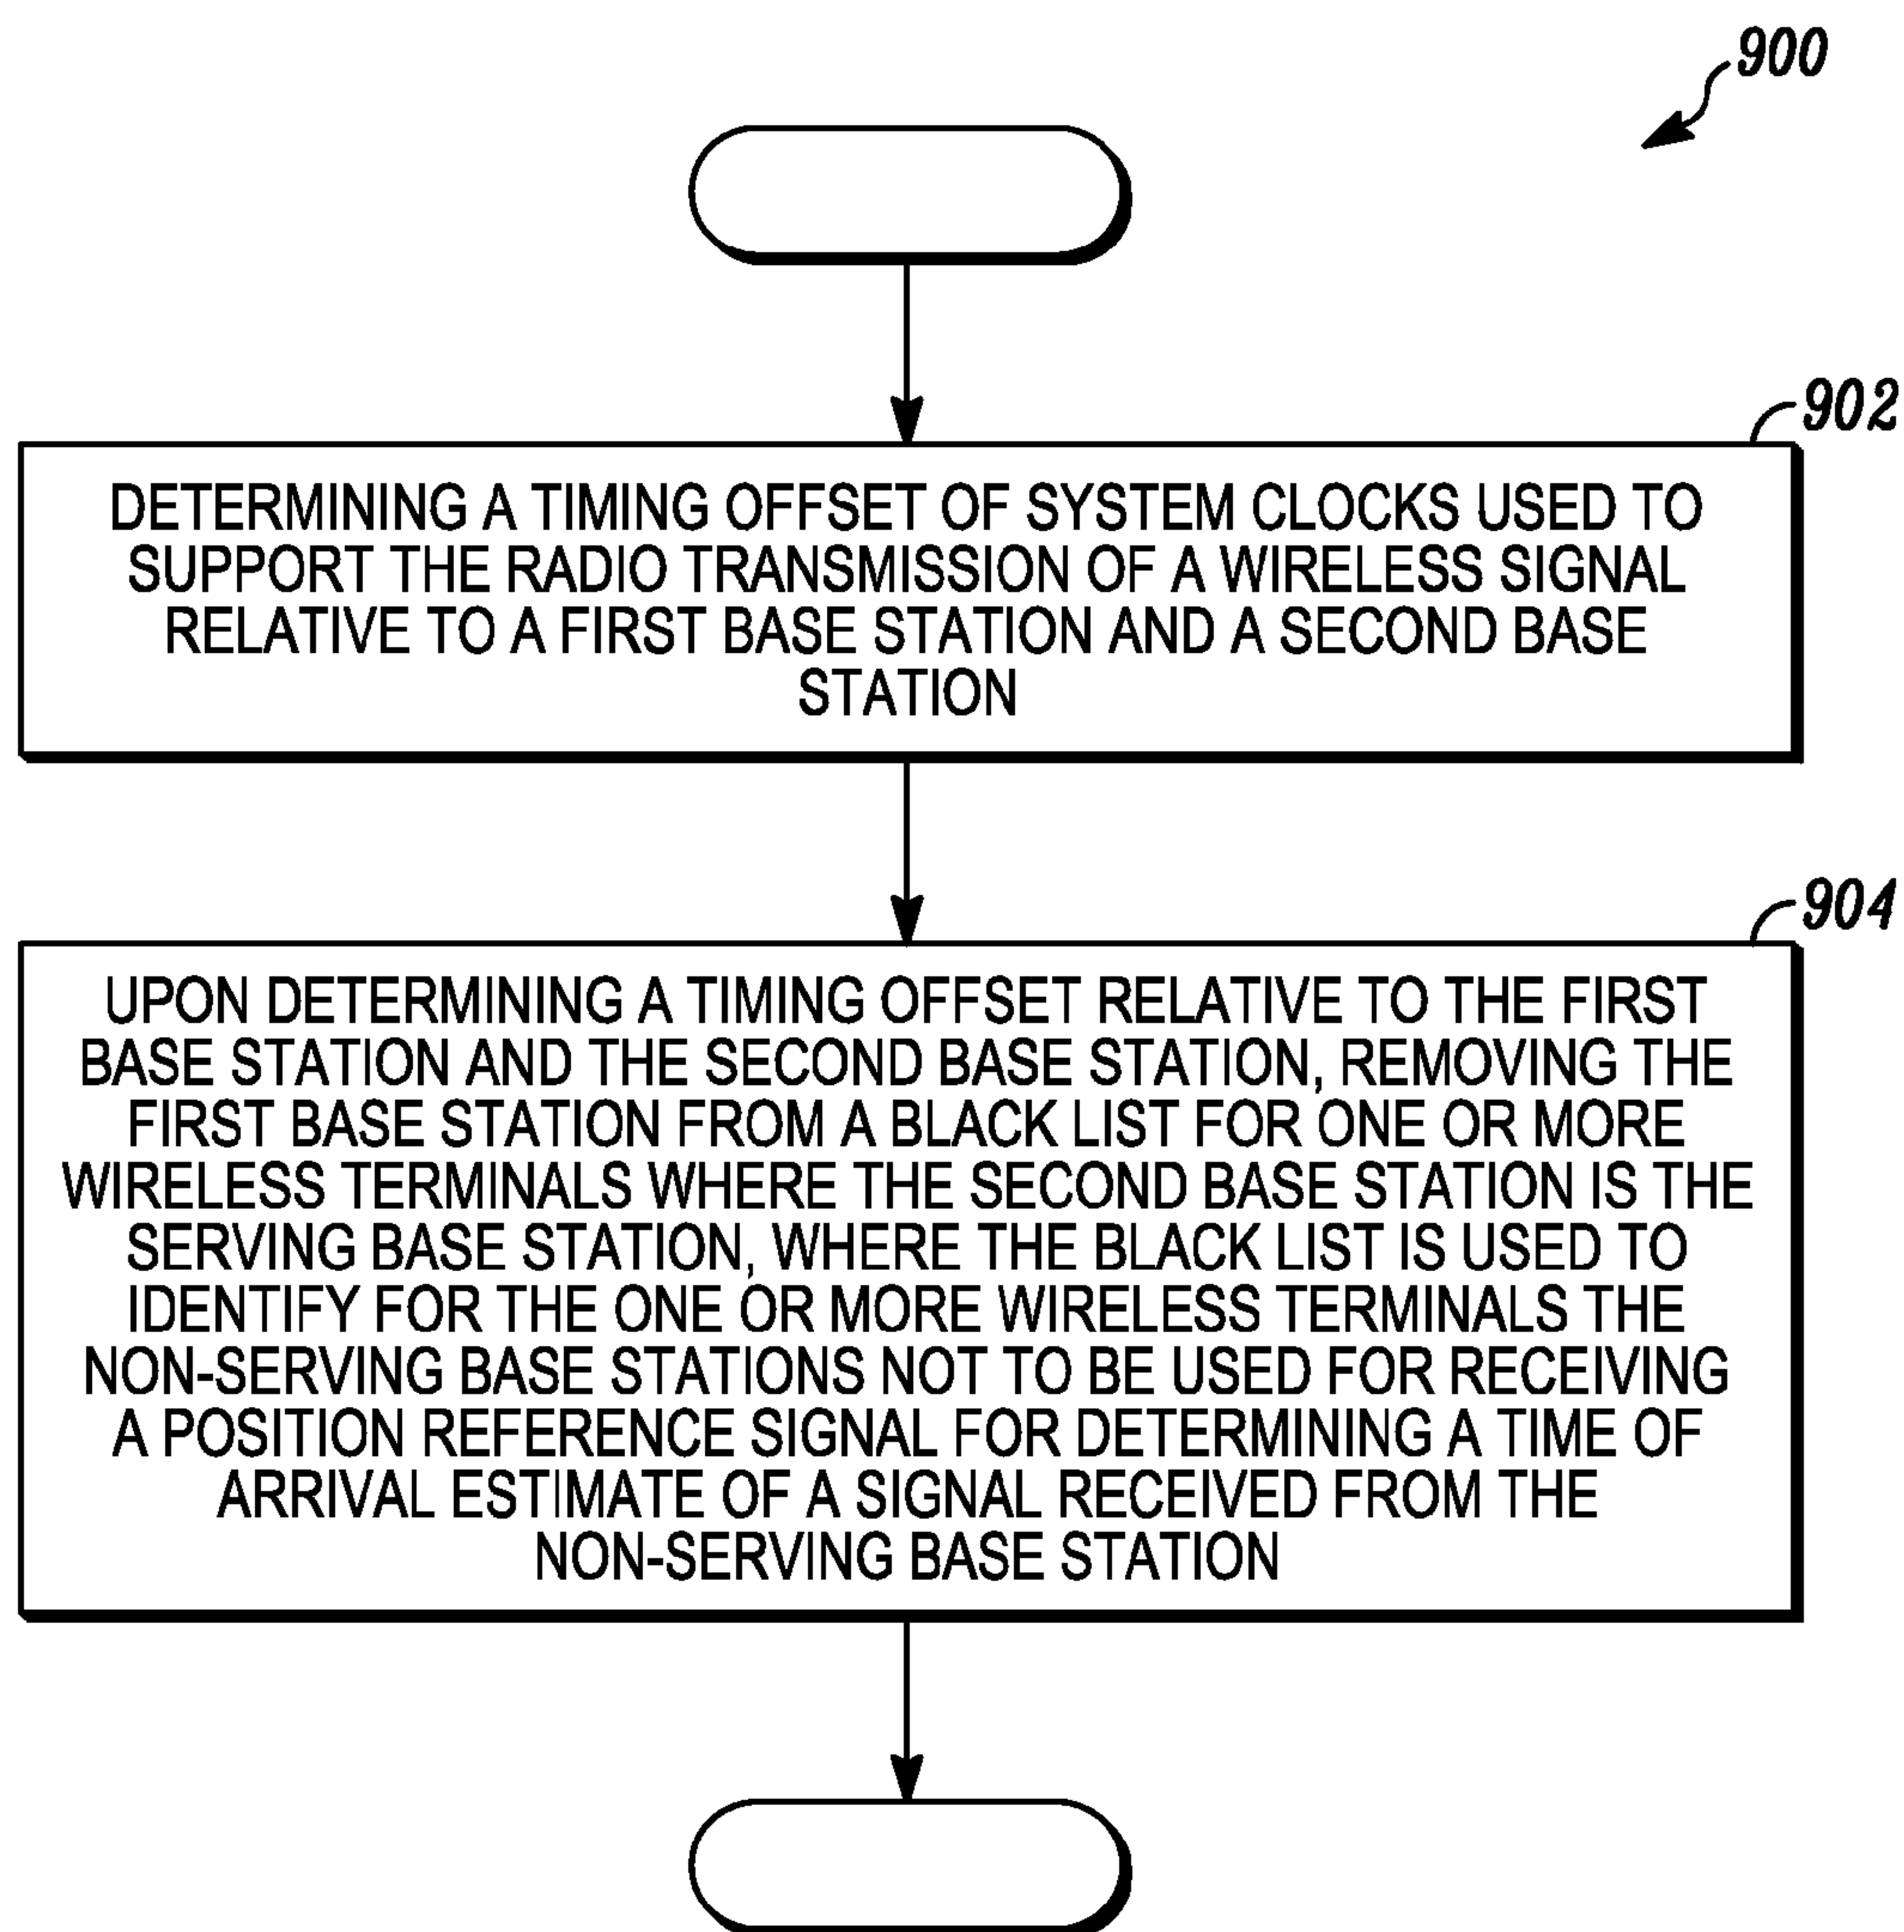 900
902
DETERMINING A TIMING OFFSET OF SYSTEM CLOCKS USED TO
SUPPORT THE RADIO TRANSMISSION OF A WIRELESS SIGNAL
RELATIVE TO A FIRST BASE STATION AND A SECOND BASE
STATION
904
UPON DETERMINING A TIMING OFFSET RELATIVE TO THE FIRST
BASE STATION AND THE SECOND BASE STATION, REMOVING THE
FIRST BASE STATION FROM A BLACK LIST FOR ONE OR MORE
WIRELESS TERMINALS WHERE THE SECOND BASE STATION IS THE
SERVING BASE STATION, WHERE THE BLACK LIST IS USED TO
IDENTIFY FOR THE ONE OR MORE WIRELESS TERMINALS THE
NON-SERVING BASE STATIONS NOT TO BE USED FOR RECEIVING
A POSITION REFERENCE SIGNAL FOR DETERMINING A TIME OF
ARRIVAL ESTIMATE OF A SIGNAL RECEIVED FROM THE
NON-SERVING BASE STATION